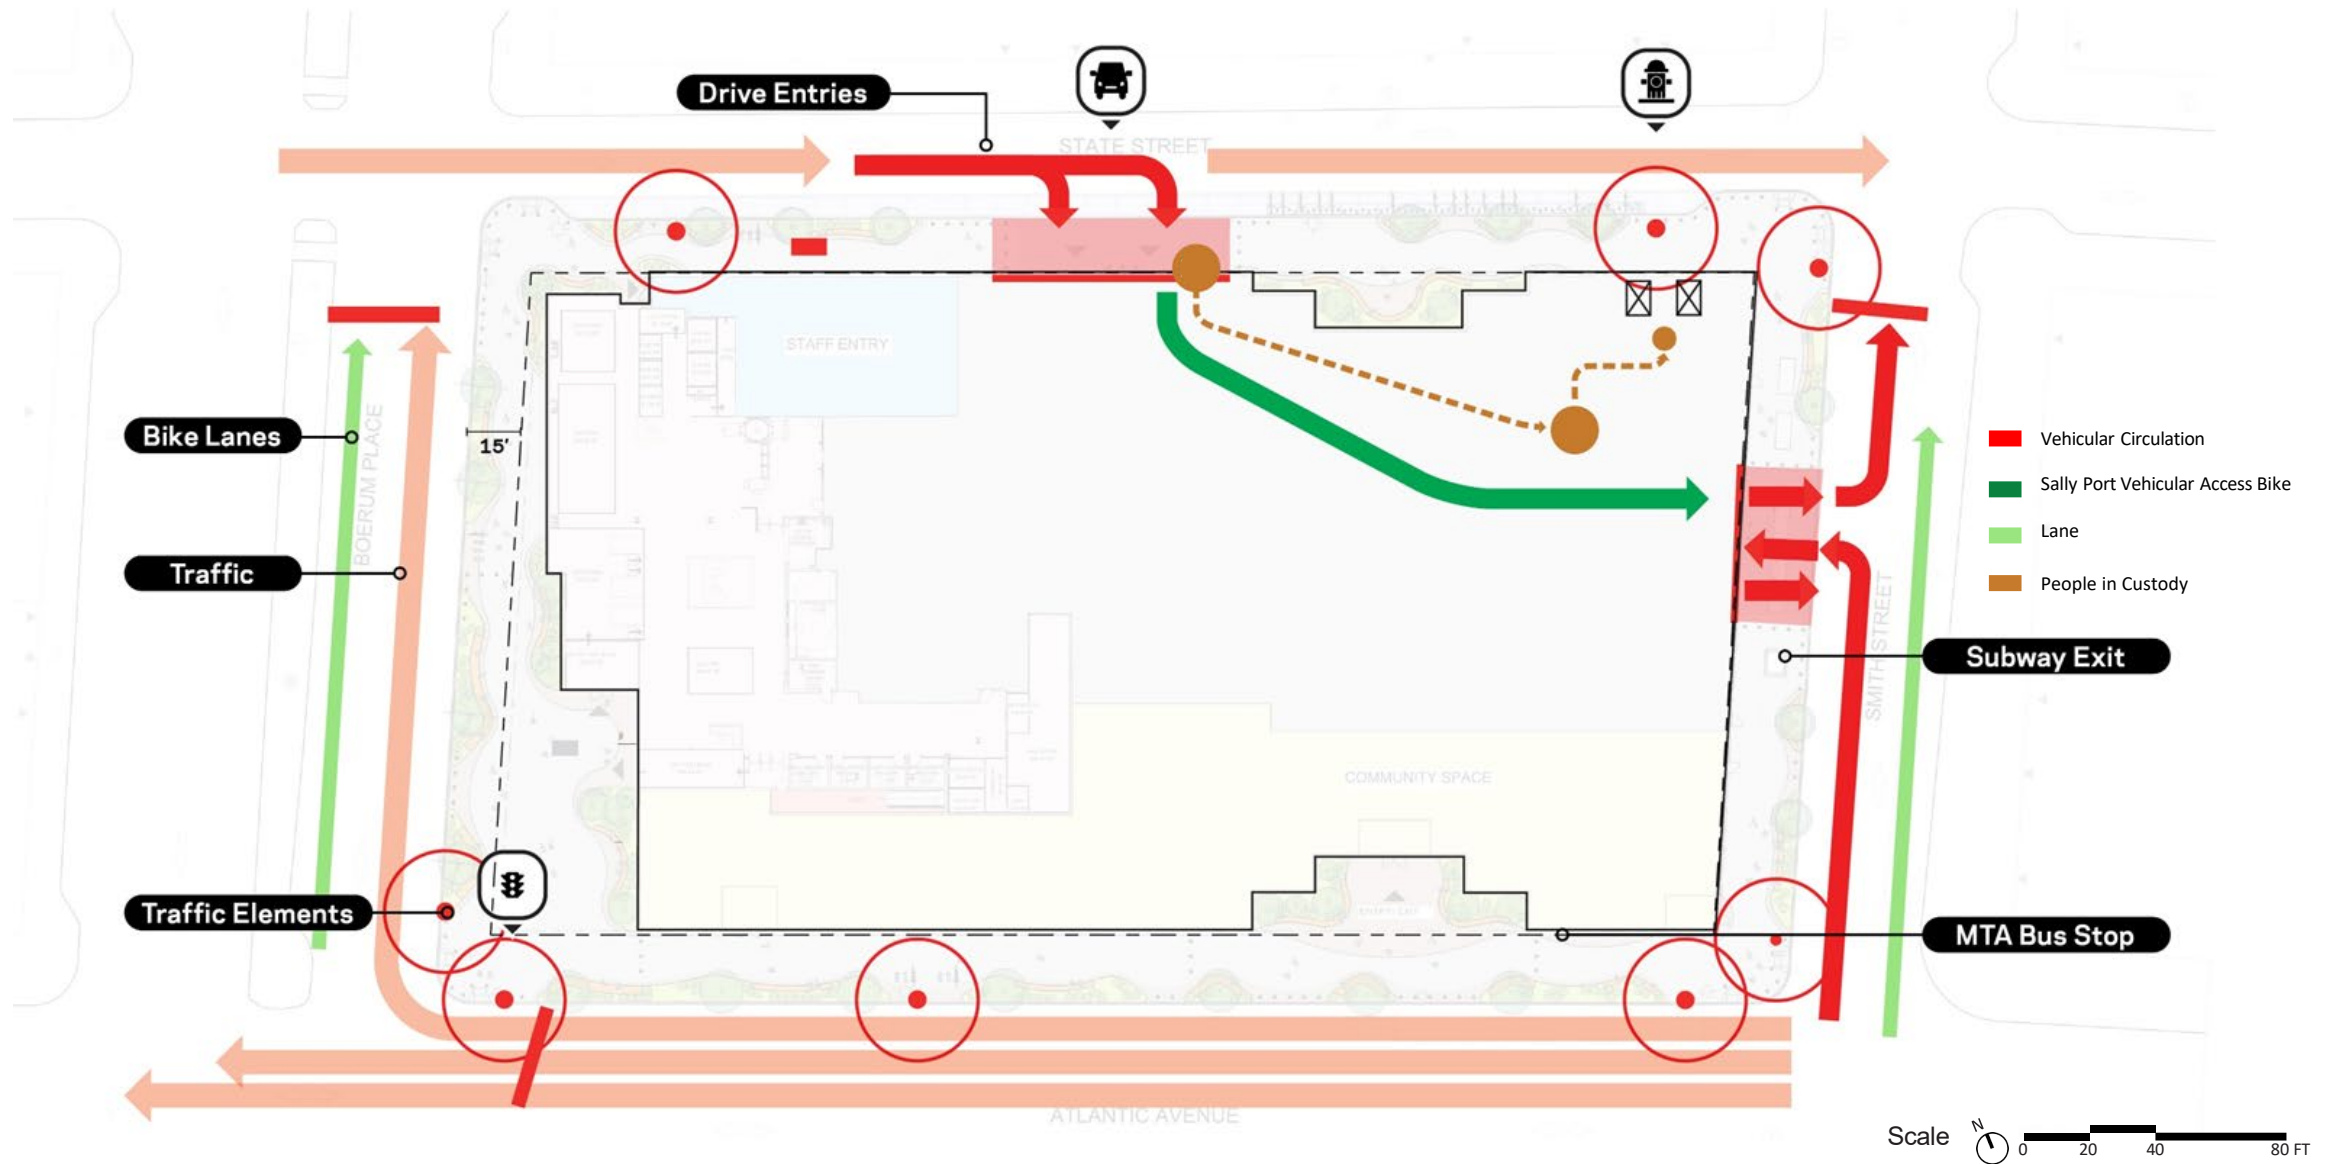 Drive Entries
STATE STREET
STAFF ENTRY
Bike Lanes
15'
BOERUM PLACE
Vehicular Circulation
Sally Port Vehicular Access Bike
Lane
People in Custody
Traffic
SMITH STREET
Subway Exit
COMMUNITY SPACE
Traffic Elements
MTA Bus Stop
ATLANTIC AVENUE
Scale
N
0 20 40 80 FT